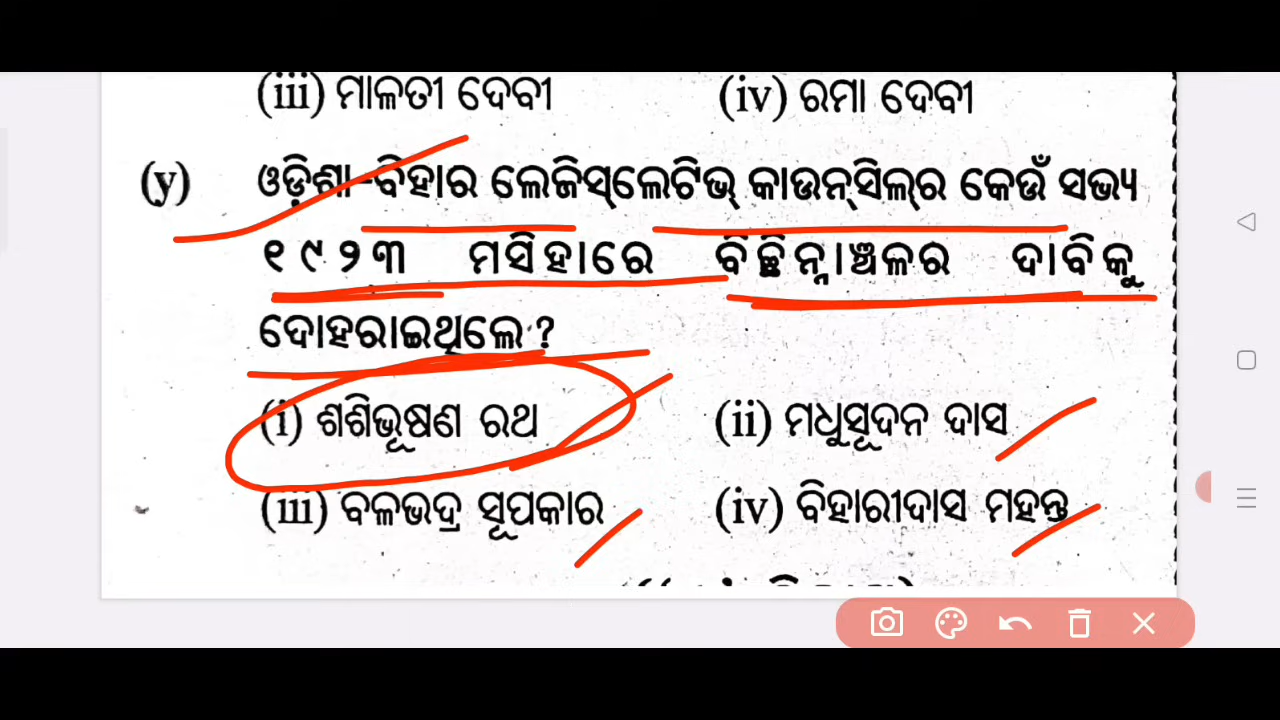 (iii) ମାଳତୀ ଦେବୀ (iv) ରମା ଦେବୀ
(y) ଓଡ଼ିଶା-ବିହାର ଲେଜିସ୍‌ଲେଟିଭ୍ କାଉନ୍‌ସିଲ୍‌ର କେଉଁ ସଭ୍ୟ
୧୯୨୩ ମସିହାରେ ବିଚ୍ଛିନ୍ନାଞ୍ଚଳର ଦାବିକୁ
ଦୋହରାଇଥିଲେ ?
(i) ଶଶିଭୂଷଣ ରଥ (ii) ମଧୁସୂଦନ ଦାସ
(iii) ବଳଭଦ୍ର ସୂପକାର (iv) ବିହାରୀଦାସ ମହନ୍ତ